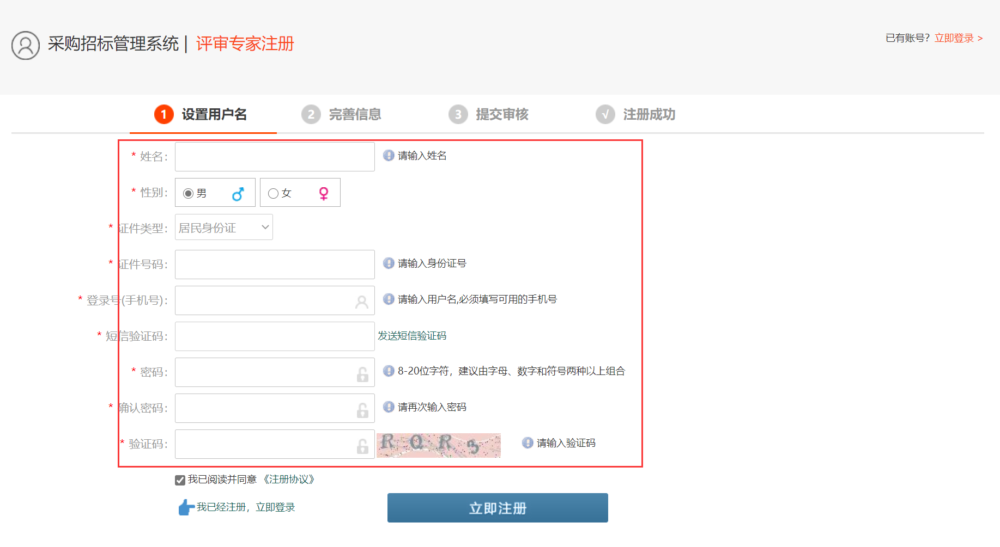 采购招标管理系统 | 评审专家注册
已有账号? 立即登录 >
1 设置用户名 2 完善信息 3 提交审核 √ 注册成功
* 姓名： 请输入姓名
* 性别： 男 女
* 证件类型： 居民身份证
* 证件号码： 请输入身份证号
* 登录号(手机号)： 请输入用户名,必须填写可用的手机号
* 短信验证码： 发送短信验证码
* 密码： 8-20位字符，建议由字母、数字和符号两种以上组合
* 确认密码： 请再次输入密码
* 验证码： RQR3 请输入验证码
我已阅读并同意《注册协议》
我已经注册，立即登录
立即注册